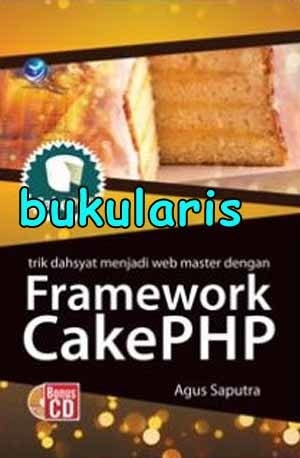 bukularis
trik dahsyat menjadi web master dengan
Framework
CakePHP
Agus Saputra
Bonus
CD